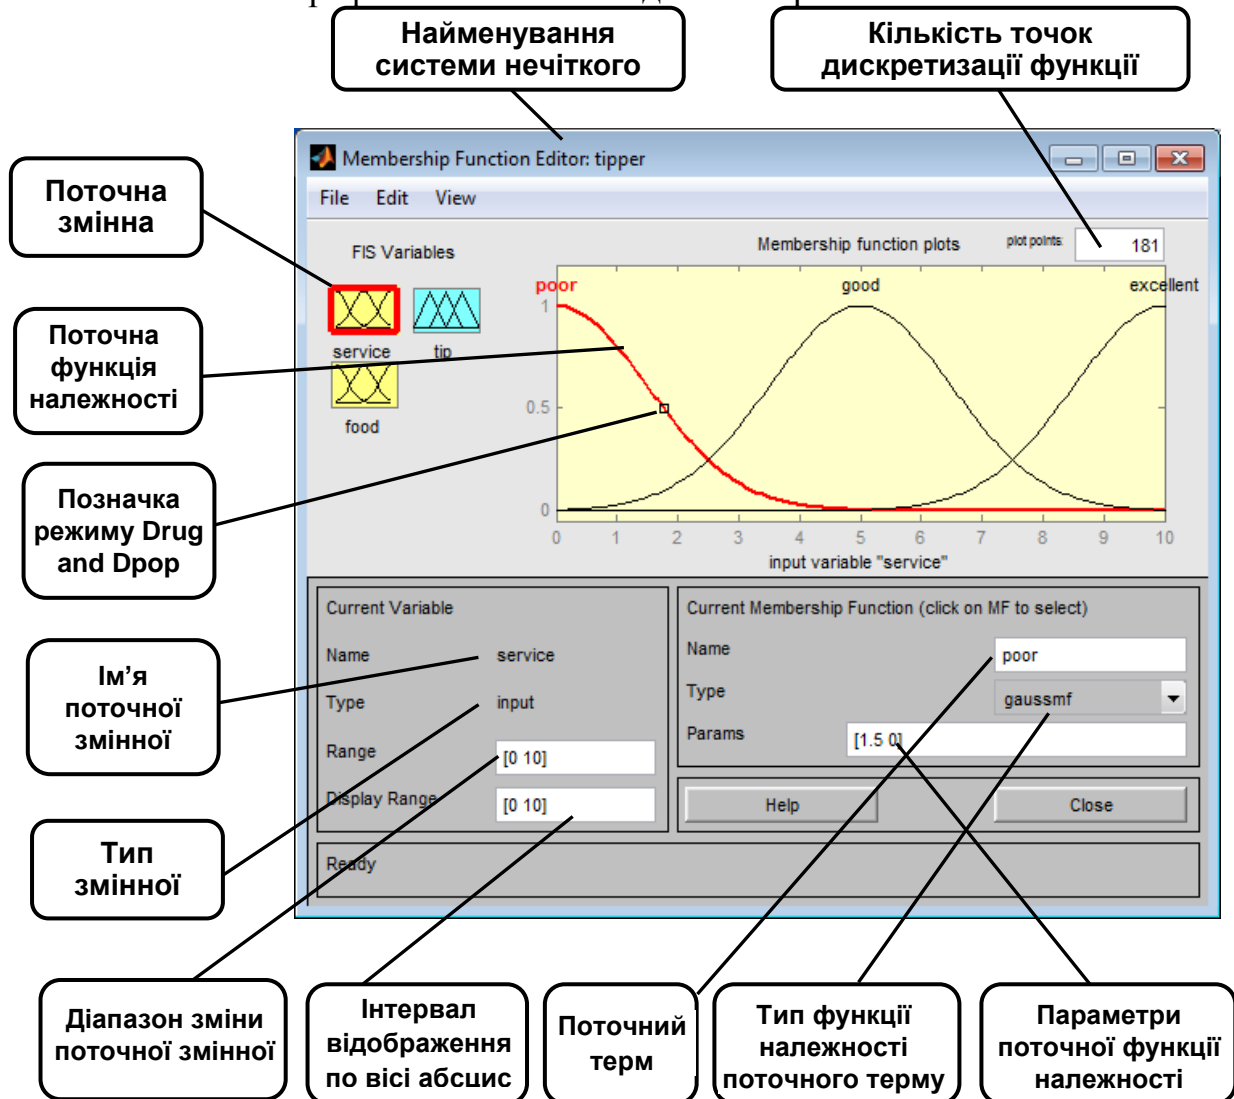 Найменування
системи нечіткого
Кількість точок
дискретизації функції
Membership Function Editor: tipper
File Edit View
Поточна
змінна
FIS Variables
Membership function plots
plot points:
181
poor
good
excellent
1
0.5
0
0 1 2 3 4 5 6 7 8 9 10
input variable "service"
service
tip
food
Поточна
функція
належності
Позначка
режиму Drug
and Dpop
Current Variable
Name
service
Type
input
Range
[0 10]
Display Range
[0 10]
Current Membership Function (click on MF to select)
Name
poor
Type
gaussmf
Params
[1.5 0]
Help
Close
Ready
Ім’я
поточної
змінної
Тип
змінної
Діапазон зміни
поточної змінної
Інтервал
відображення
по вісі абсцис
Поточний
терм
Тип функції
належності
поточного терму
Параметри
поточної функції
належності